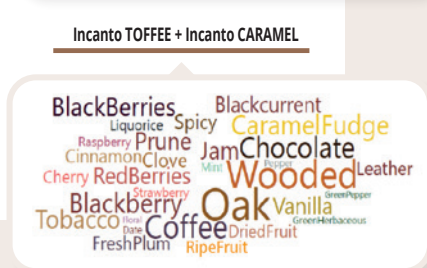 Incanto TOFFEE + Incanto CARAMEL
BlackBerries Blackcurrent
Liquorice Spicy CaramelFudge
Raspberry Prune Jam Chocolate
Cinnamon Clove Mint Pepper Leather
Cherry RedBerries Wooded
Strawberry GreenPepper
Blackberry Oak Vanilla
Tobacco Floral Coffee GreenHerbaceous
Date DriedFruit
FreshPlum RipeFruit